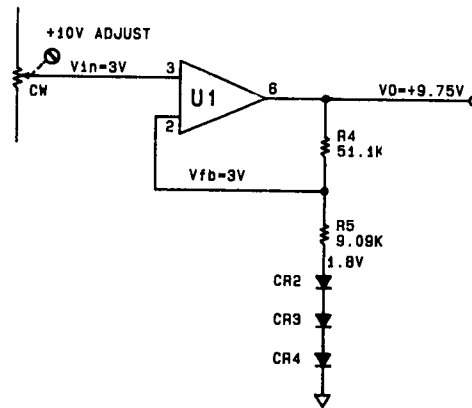 +10V ADJUST
Vin=3V
CW
3
U1
6
VO=+9.75V
2
R4
51.1K
Vfb=3V
R5
9.09K
1.8V
CR2
CR3
CR4